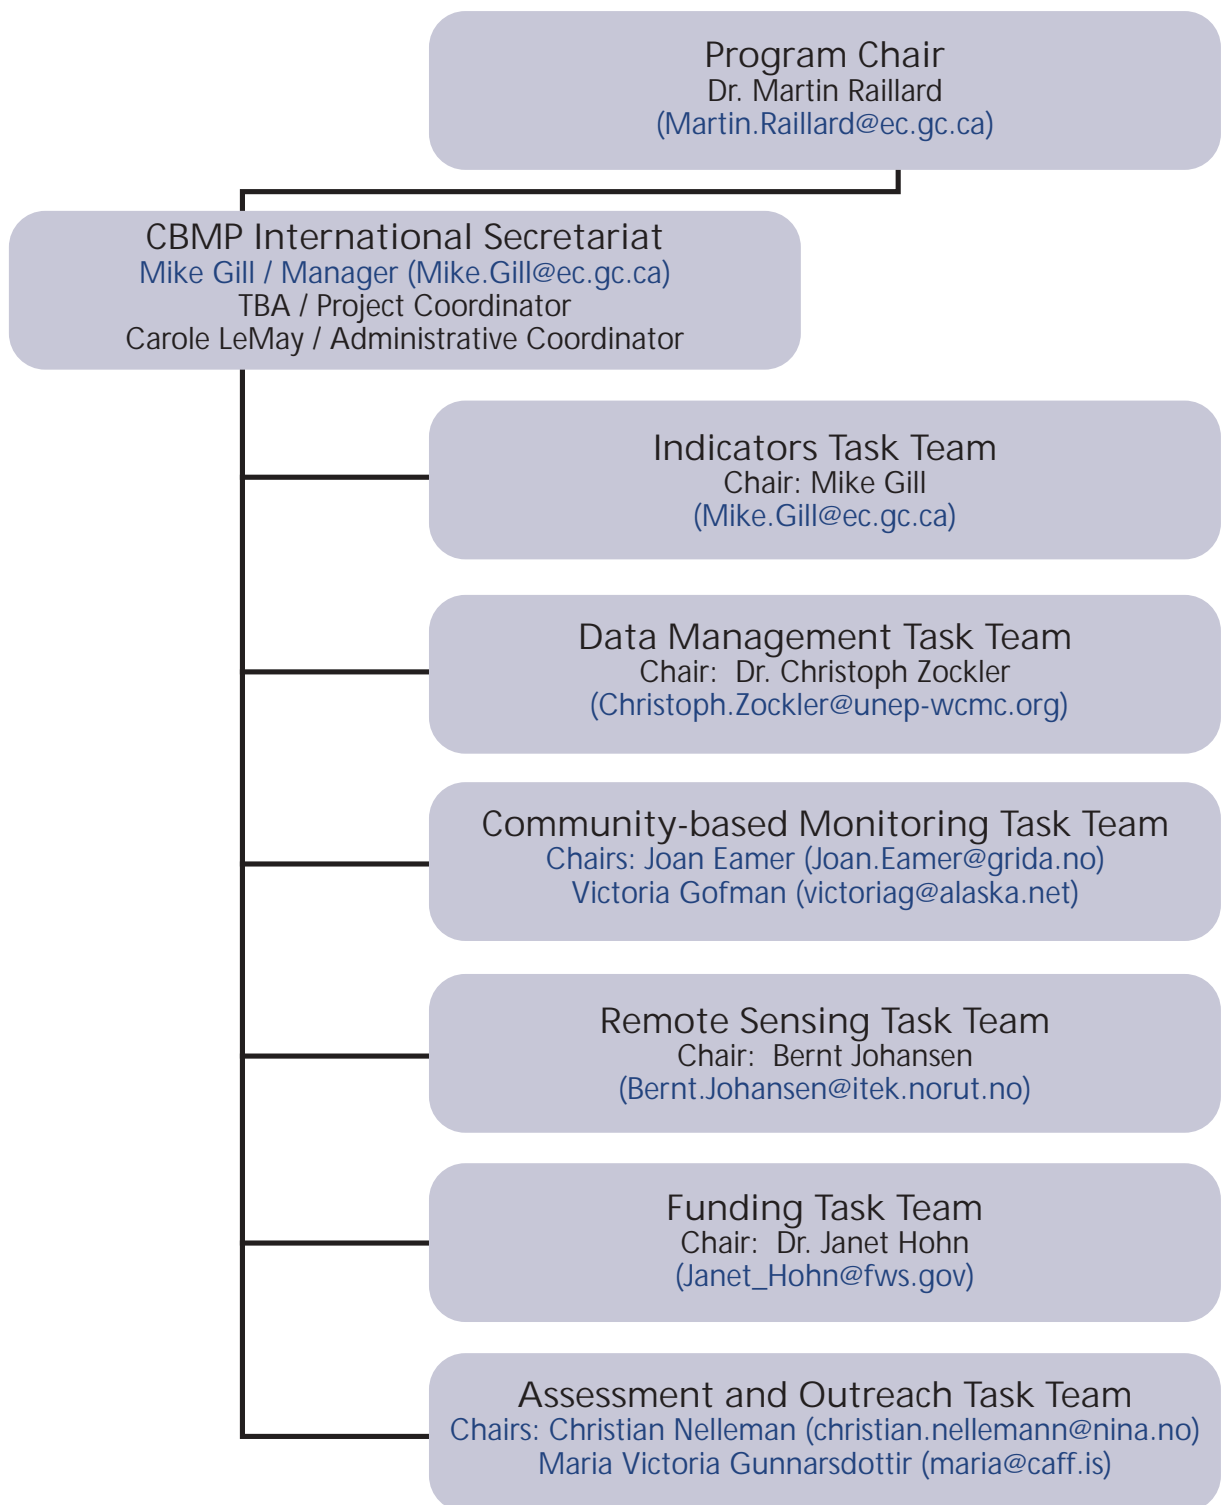 Program Chair
Dr. Martin Raillard
(Martin.Raillard@ec.gc.ca)
CBMP International Secretariat
Mike Gill / Manager (Mike.Gill@ec.gc.ca)
TBA / Project Coordinator
Carole LeMay / Administrative Coordinator
Indicators Task Team
Chair: Mike Gill
(Mike.Gill@ec.gc.ca)
Data Management Task Team
Chair: Dr. Christoph Zockler
(Christoph.Zockler@unep-wcmc.org)
Community-based Monitoring Task Team
Chairs: Joan Eamer (Joan.Eamer@grida.no)
Victoria Gofman (victoriag@alaska.net)
Remote Sensing Task Team
Chair: Bernt Johansen
(Bernt.Johansen@itek.norut.no)
Funding Task Team
Chair: Dr. Janet Hohn
(Janet_Hohn@fws.gov)
Assessment and Outreach Task Team
Chairs: Christian Nelleman (christian.nellemann@nina.no)
Maria Victoria Gunnarsdottir (maria@caff.is)